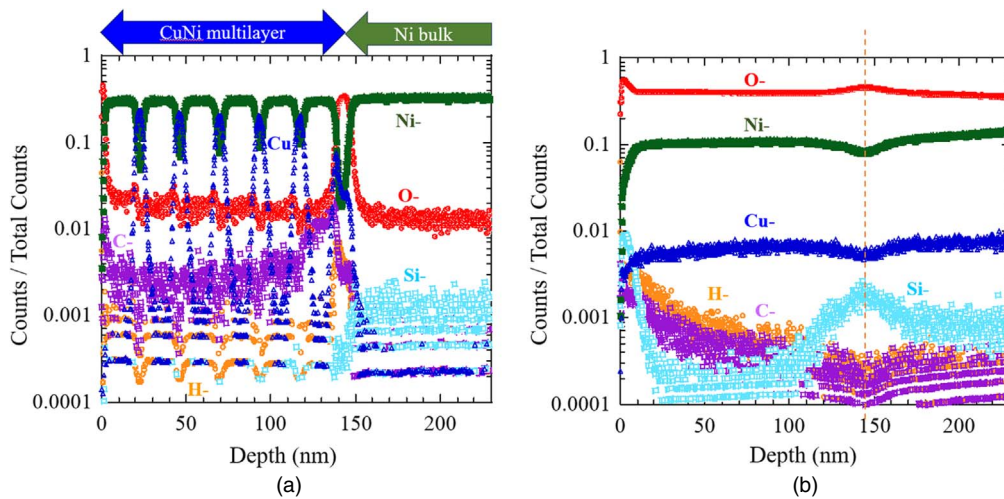 CuNi multilayer Ni bulk
1
0.1
0.01
0.001
0.0001
Counts / Total Counts
Ni-
Cu
O-
C-
Si-
H-
0 50 100 150 200
Depth (nm)
(a)
1
0.1
0.01
0.001
0.0001
Counts / Total Counts
O-
Ni-
Cu-
H-
C-
Si-
0 50 100 150 200
Depth (nm)
(b)